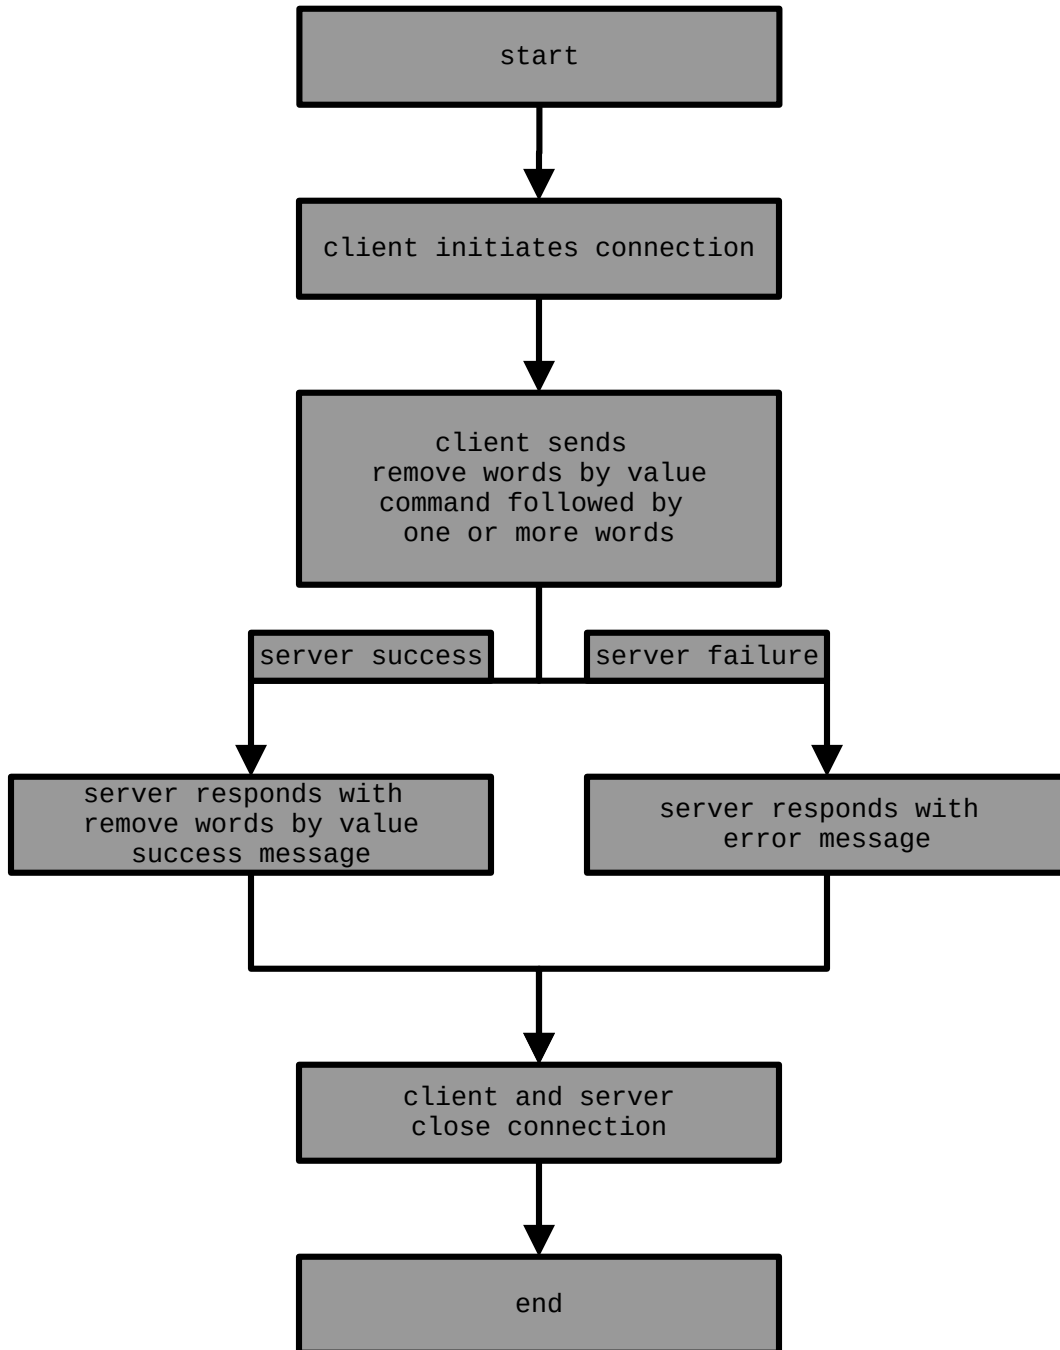 start
client initiates connection
client sends
remove words by value
command followed by
one or more words
server success
server failure
server responds with
remove words by value
success message
server responds with
error message
client and server
close connection
end